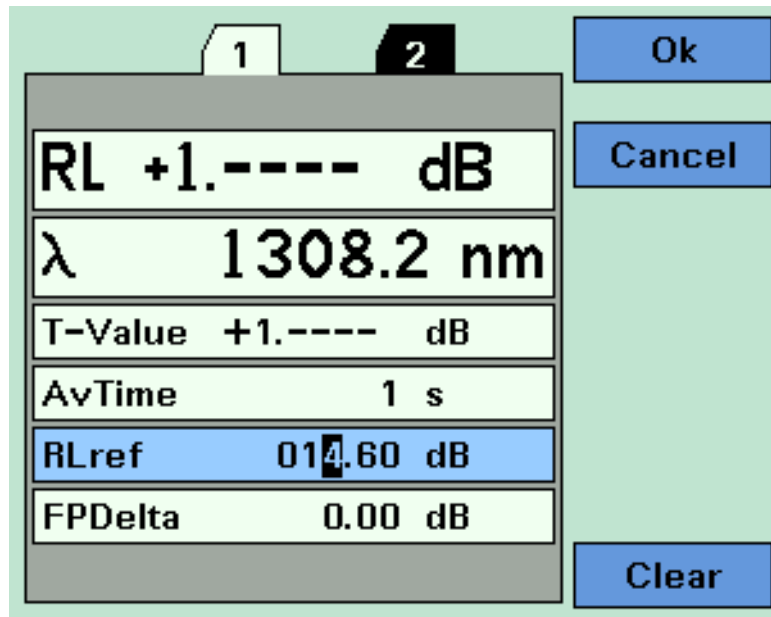 1 2
Ok
RL +1.---- dB
Cancel
λ 1308.2 nm
T-Value +1.---- dB
AvTime 1 s
RLref 014.60 dB
FPDelta 0.00 dB
Clear